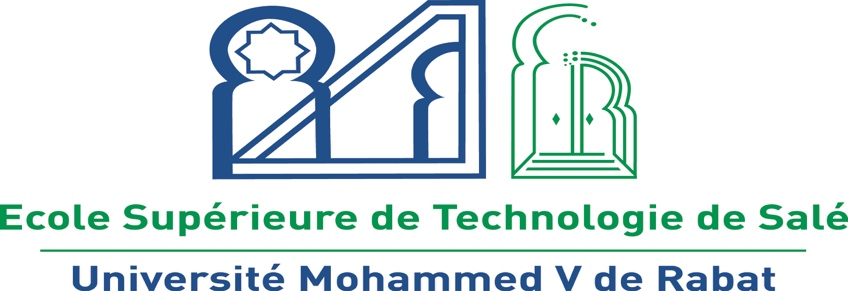 Ecole Supérieure de Technologie de Salé
Université Mohammed V de Rabat